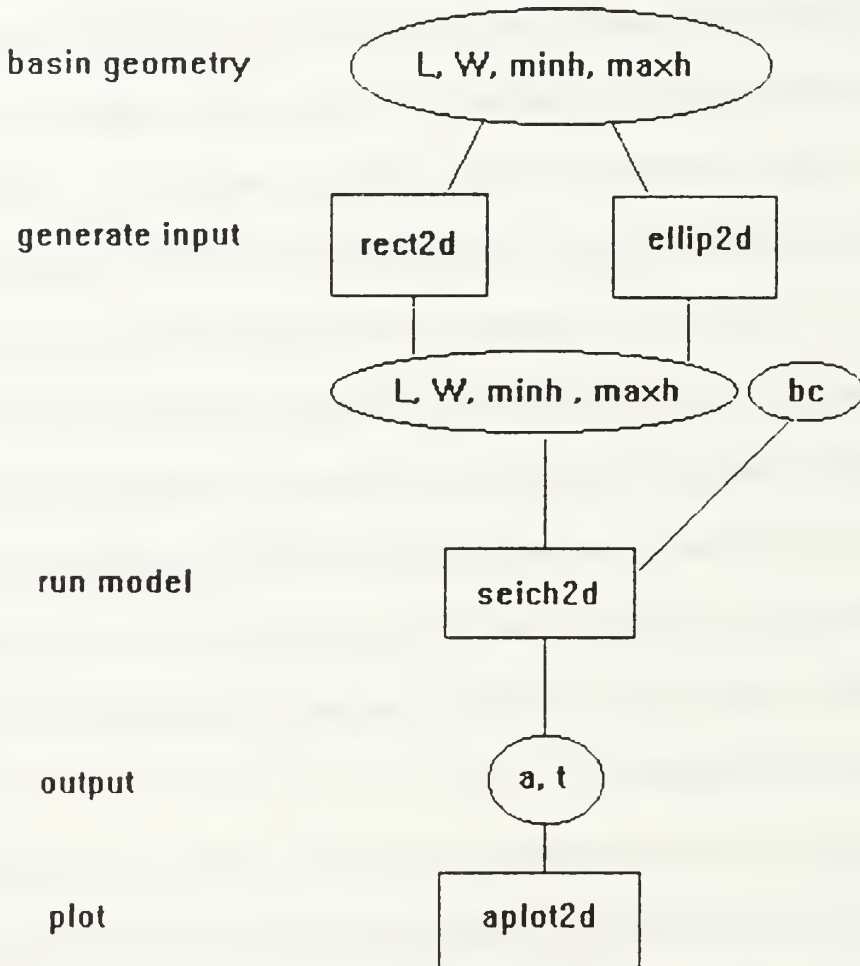 basin geometry
L, W, minh, maxh
generate input
rect2d
ellip2d
L, W, minh , maxh
bc
run model
seich2d
output
a, t
plot
aplot2d